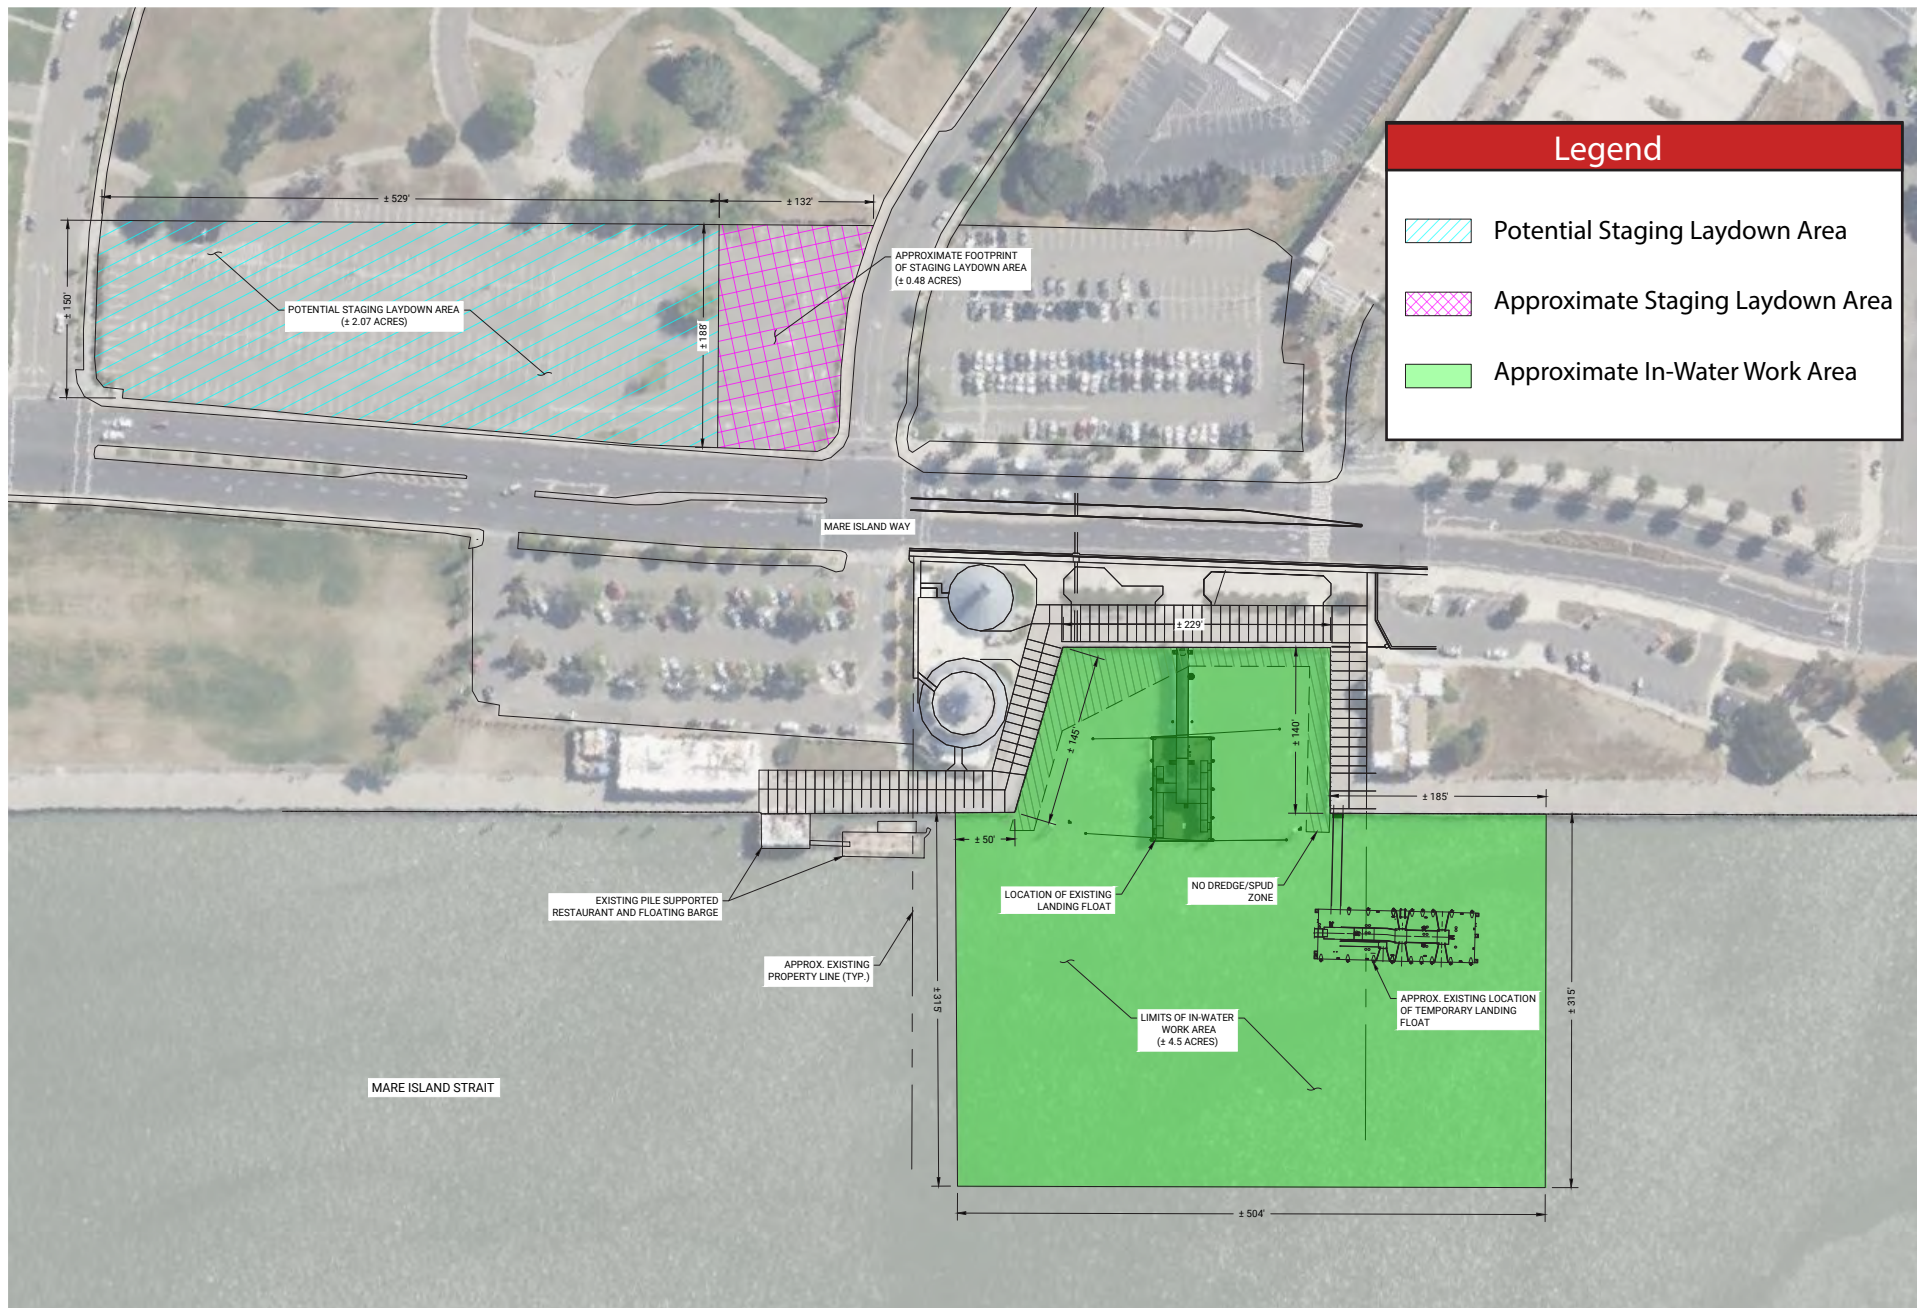 Legend
Potential Staging Laydown Area
Approximate Staging Laydown Area
Approximate In-Water Work Area
± 529'
± 132'
± 150'
± 188'
APPROXIMATE FOOTPRINT
OF STAGING LAYDOWN AREA
(± 0.48 ACRES)
POTENTIAL STAGING LAYDOWN AREA
(± 2.07 ACRES)
MARE ISLAND WAY
± 229'
± 145'
± 140'
± 185'
± 50'
LOCATION OF EXISTING
LANDING FLOAT
NO DREDGE/SPUD
ZONE
EXISTING PILE SUPPORTED
RESTAURANT AND FLOATING BARGE
APPROX. EXISTING
PROPERTY LINE (TYP.)
± 315'
LIMITS OF IN-WATER
WORK AREA
(± 4.5 ACRES)
APPROX. EXISTING LOCATION
OF TEMPORARY LANDING
FLOAT
± 315'
MARE ISLAND STRAIT
± 504'